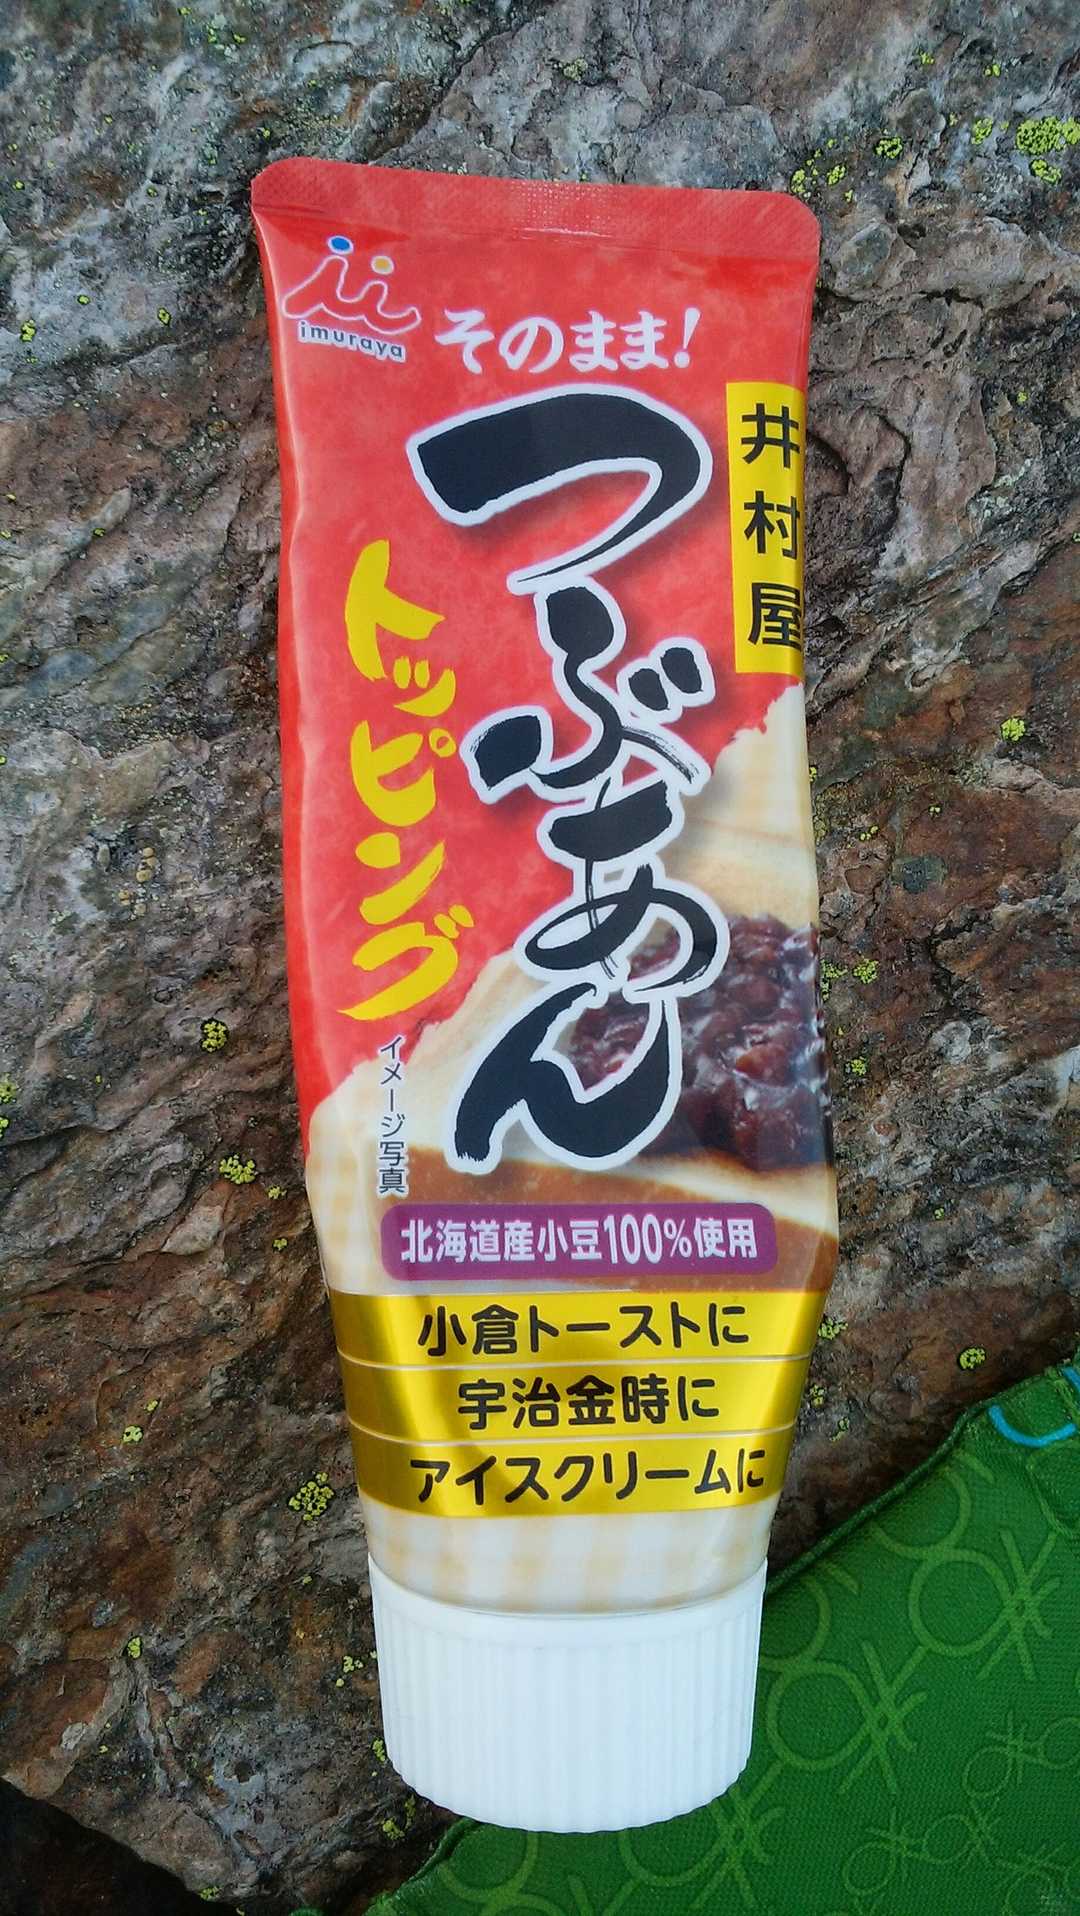 imuraya
そのまま!
つぶあん
トッピング
井村屋
イメージ写真
北海道産小豆100%使用
小倉トーストに
宇治金時に
アイスクリームに